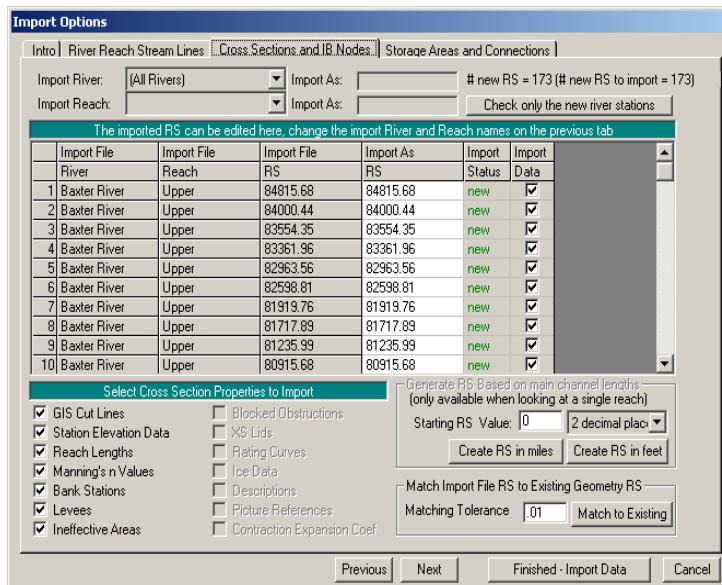 Import Options
Intro River Reach Stream Lines Cross Sections and IB Nodes Storage Areas and Connections
Import River: (All Rivers) Import As: # new RS = 173 (# new RS to import = 173)
Import Reach: Import As: Check only the new river stations
The imported RS can be edited here, change the import River and Reach names on the previous tab
Import File Import File Import File Import As Import Import
River Reach RS RS Status Data
1 Baxter River Upper 84815.68 84815.68 new
2 Baxter River Upper 84000.44 84000.44 new
3 Baxter River Upper 83554.35 83554.35 new
4 Baxter River Upper 83361.96 83361.96 new
5 Baxter River Upper 82963.56 82963.56 new
6 Baxter River Upper 82598.81 82598.81 new
7 Baxter River Upper 81919.76 81919.76 new
8 Baxter River Upper 81717.89 81717.89 new
9 Baxter River Upper 81235.99 81235.99 new
10 Baxter River Upper 80915.68 80915.68 new
Select Cross Section Properties to Import
GIS Cut Lines Blocked Obstructions
Station Elevation Data XS Lids
Reach Lengths Rating Curves
Manning's n Values Ice Data
Bank Stations Descriptions
Levees Picture References
Ineffective Areas Contraction Expansion Coef
Generate RS Based on main channel lengths
(only available when looking at a single reach)
Starting RS Value: 0 2 decimal plac
Create RS in miles Create RS in feet
Match Import File RS to Existing Geometry RS
Matching Tolerance .01 Match to Existing
Previous Next Finished - Import Data Cancel